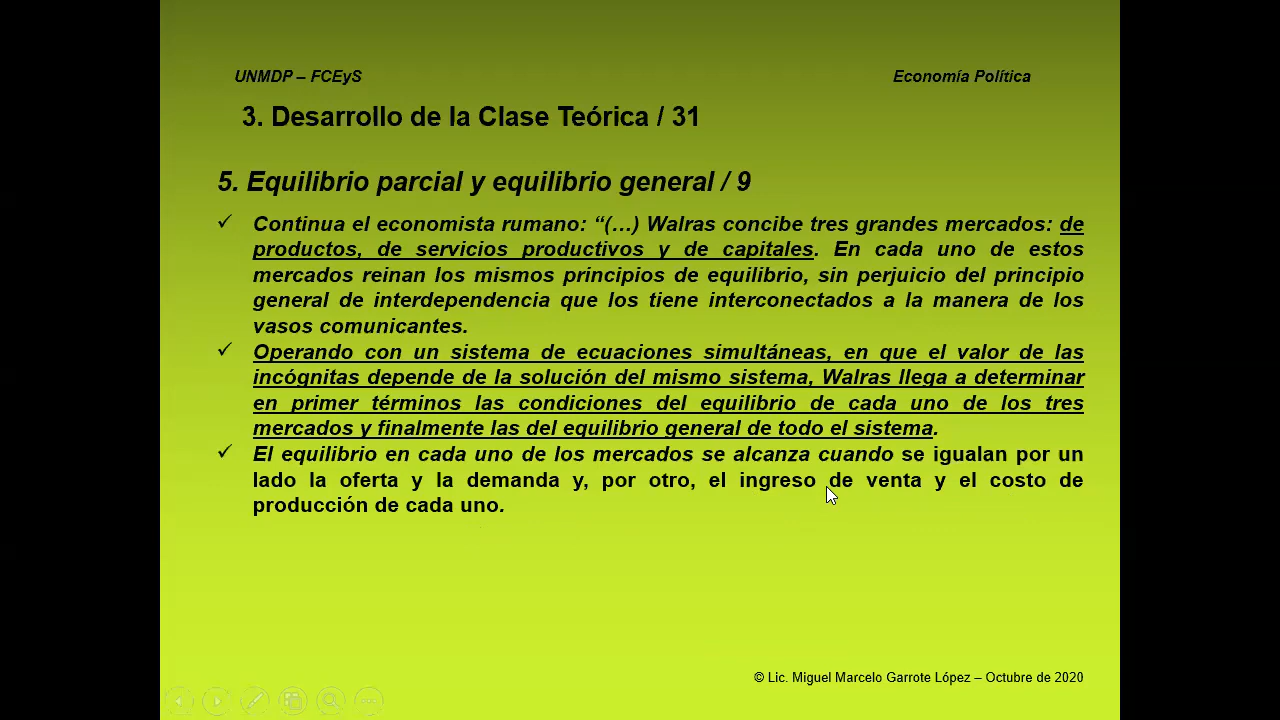 UNMDP – FCEyS
Economía Política
3. Desarrollo de la Clase Teórica / 31
5. Equilibrio parcial y equilibrio general / 9
✓ Continua el economista rumano: “(…) Walras concibe tres grandes mercados: de
productos, de servicios productivos y de capitales. En cada uno de estos
mercados reinan los mismos principios de equilibrio, sin perjuicio del principio
general de interdependencia que los tiene interconectados a la manera de los
vasos comunicantes.
✓ Operando con un sistema de ecuaciones simultáneas, en que el valor de las
incógnitas depende de la solución del mismo sistema, Walras llega a determinar
en primer términos las condiciones del equilibrio de cada uno de los tres
mercados y finalmente las del equilibrio general de todo el sistema.
✓ El equilibrio en cada uno de los mercados se alcanza cuando se igualan por un
lado la oferta y la demanda y, por otro, el ingreso de venta y el costo de
producción de cada uno.
© Lic. Miguel Marcelo Garrote López – Octubre de 2020